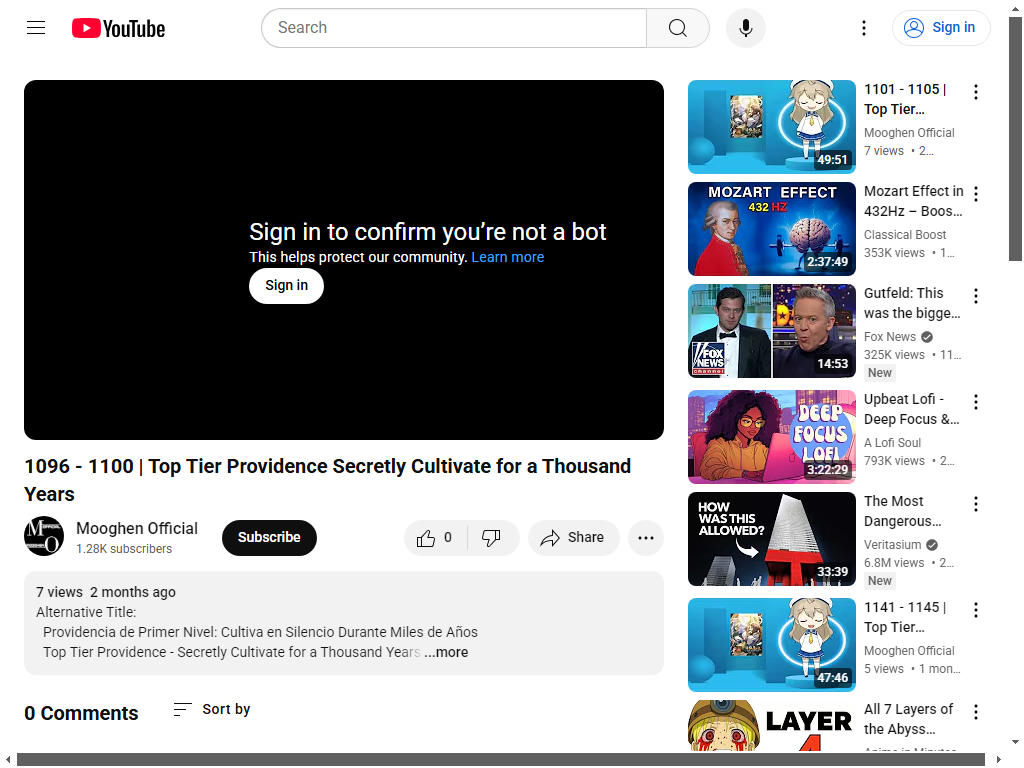 YouTube
Search
Sign in
Sign in to confirm you’re not a bot
This helps protect our community. Learn more
Sign in
1096 - 1100 | Top Tier Providence Secretly Cultivate for a Thousand
Years
Mooghen Official
1.28K subscribers
Subscribe
0
Share
7 views 2 months ago
Alternative Title:
Providencia de Primer Nivel: Cultiva en Silencio Durante Miles de Años
Top Tier Providence - Secretly Cultivate for a Thousand Years ...more
0 Comments
Sort by
49:51
1101 - 1105 |
Top Tier…
Mooghen Official
7 views • 2…
MOZART EFFECT
432 HZ
2:37:49
Mozart Effect in
432Hz – Boos…
Classical Boost
353K views • 1…
FOX
NEWS
channel
14:53
Gutfeld: This
was the bigge…
Fox News
325K views • 11…
New
DEEP
FOCUS
LOFI
3:22:29
Upbeat Lofi -
Deep Focus &…
A Lofi Soul
793K views • 2…
HOW
WAS THIS
ALLOWED?
33:39
The Most
Dangerous…
Veritasium
6.8M views • 2…
New
47:46
1141 - 1145 |
Top Tier…
Mooghen Official
5 views • 1 mon…
LAYER
4
All 7 Layers of
the Abyss…